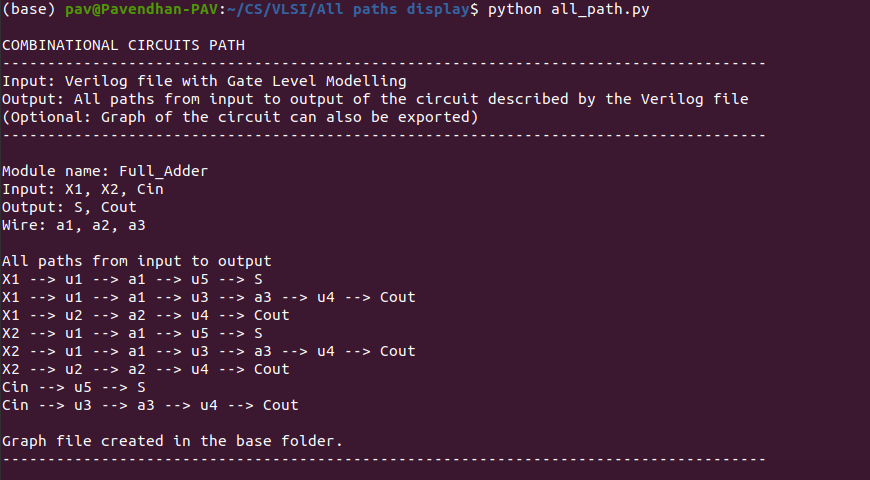 (base) pav@Pavendhan-PAV:~/CS/VLSI/All paths display$ python all_path.py
COMBINATIONAL CIRCUITS PATH
-------------------------------------------------------------------------------------
Input: Verilog file with Gate Level Modelling
Output: All paths from input to output of the circuit described by the Verilog file
(Optional: Graph of the circuit can also be exported)
-------------------------------------------------------------------------------------
Module name: Full_Adder
Input: X1, X2, Cin
Output: S, Cout
Wire: a1, a2, a3
All paths from input to output
X1 --> u1 --> a1 --> u5 --> S
X1 --> u1 --> a1 --> u3 --> a3 --> u4 --> Cout
X1 --> u2 --> a2 --> u4 --> Cout
X2 --> u1 --> a1 --> u5 --> S
X2 --> u1 --> a1 --> u3 --> a3 --> u4 --> Cout
X2 --> u2 --> a2 --> u4 --> Cout
Cin --> u5 --> S
Cin --> u3 --> a3 --> u4 --> Cout
Graph file created in the base folder.
-------------------------------------------------------------------------------------